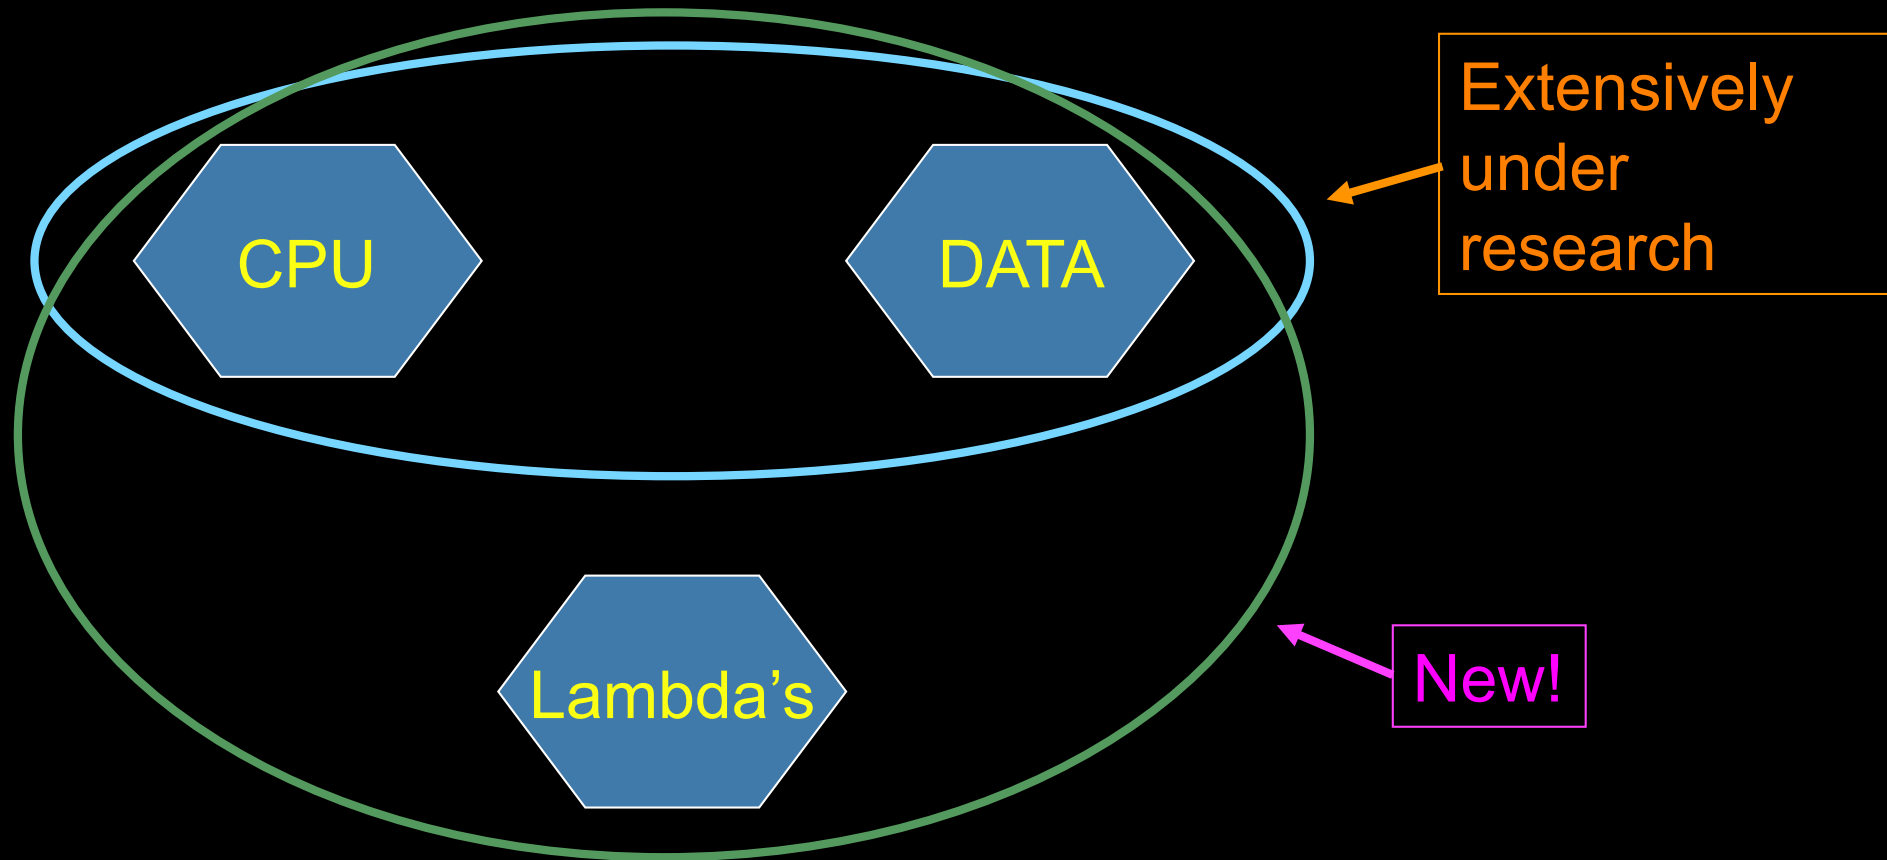 Extensively
under
research
CPU
DATA
Lambda’s
New!